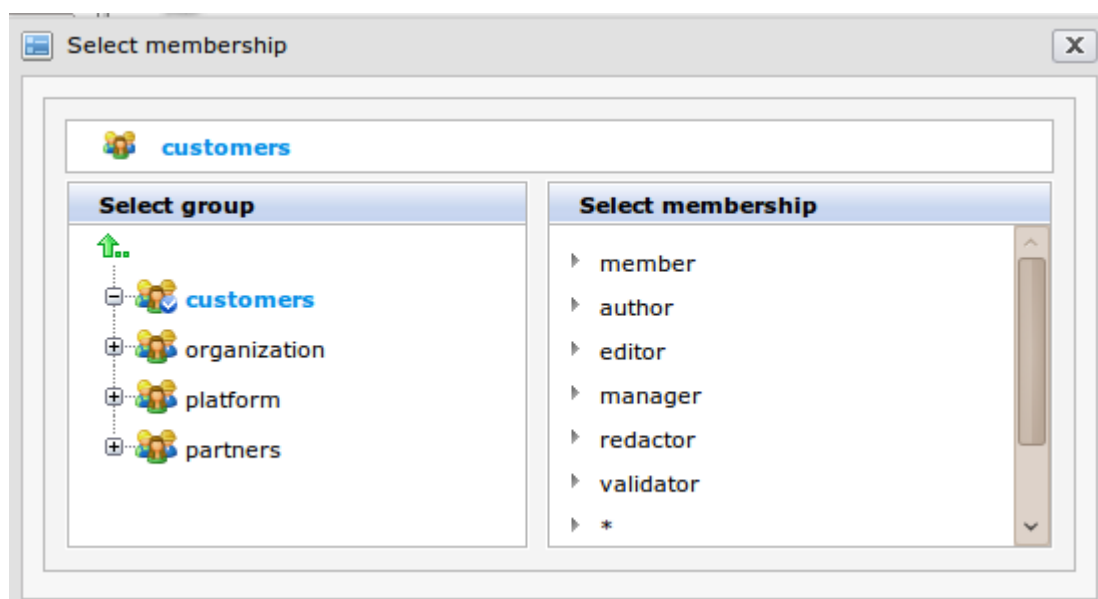 Select membership
X
customers
Select group
Select membership
..
customers
organization
platform
partners
member
author
editor
manager
redactor
validator
*